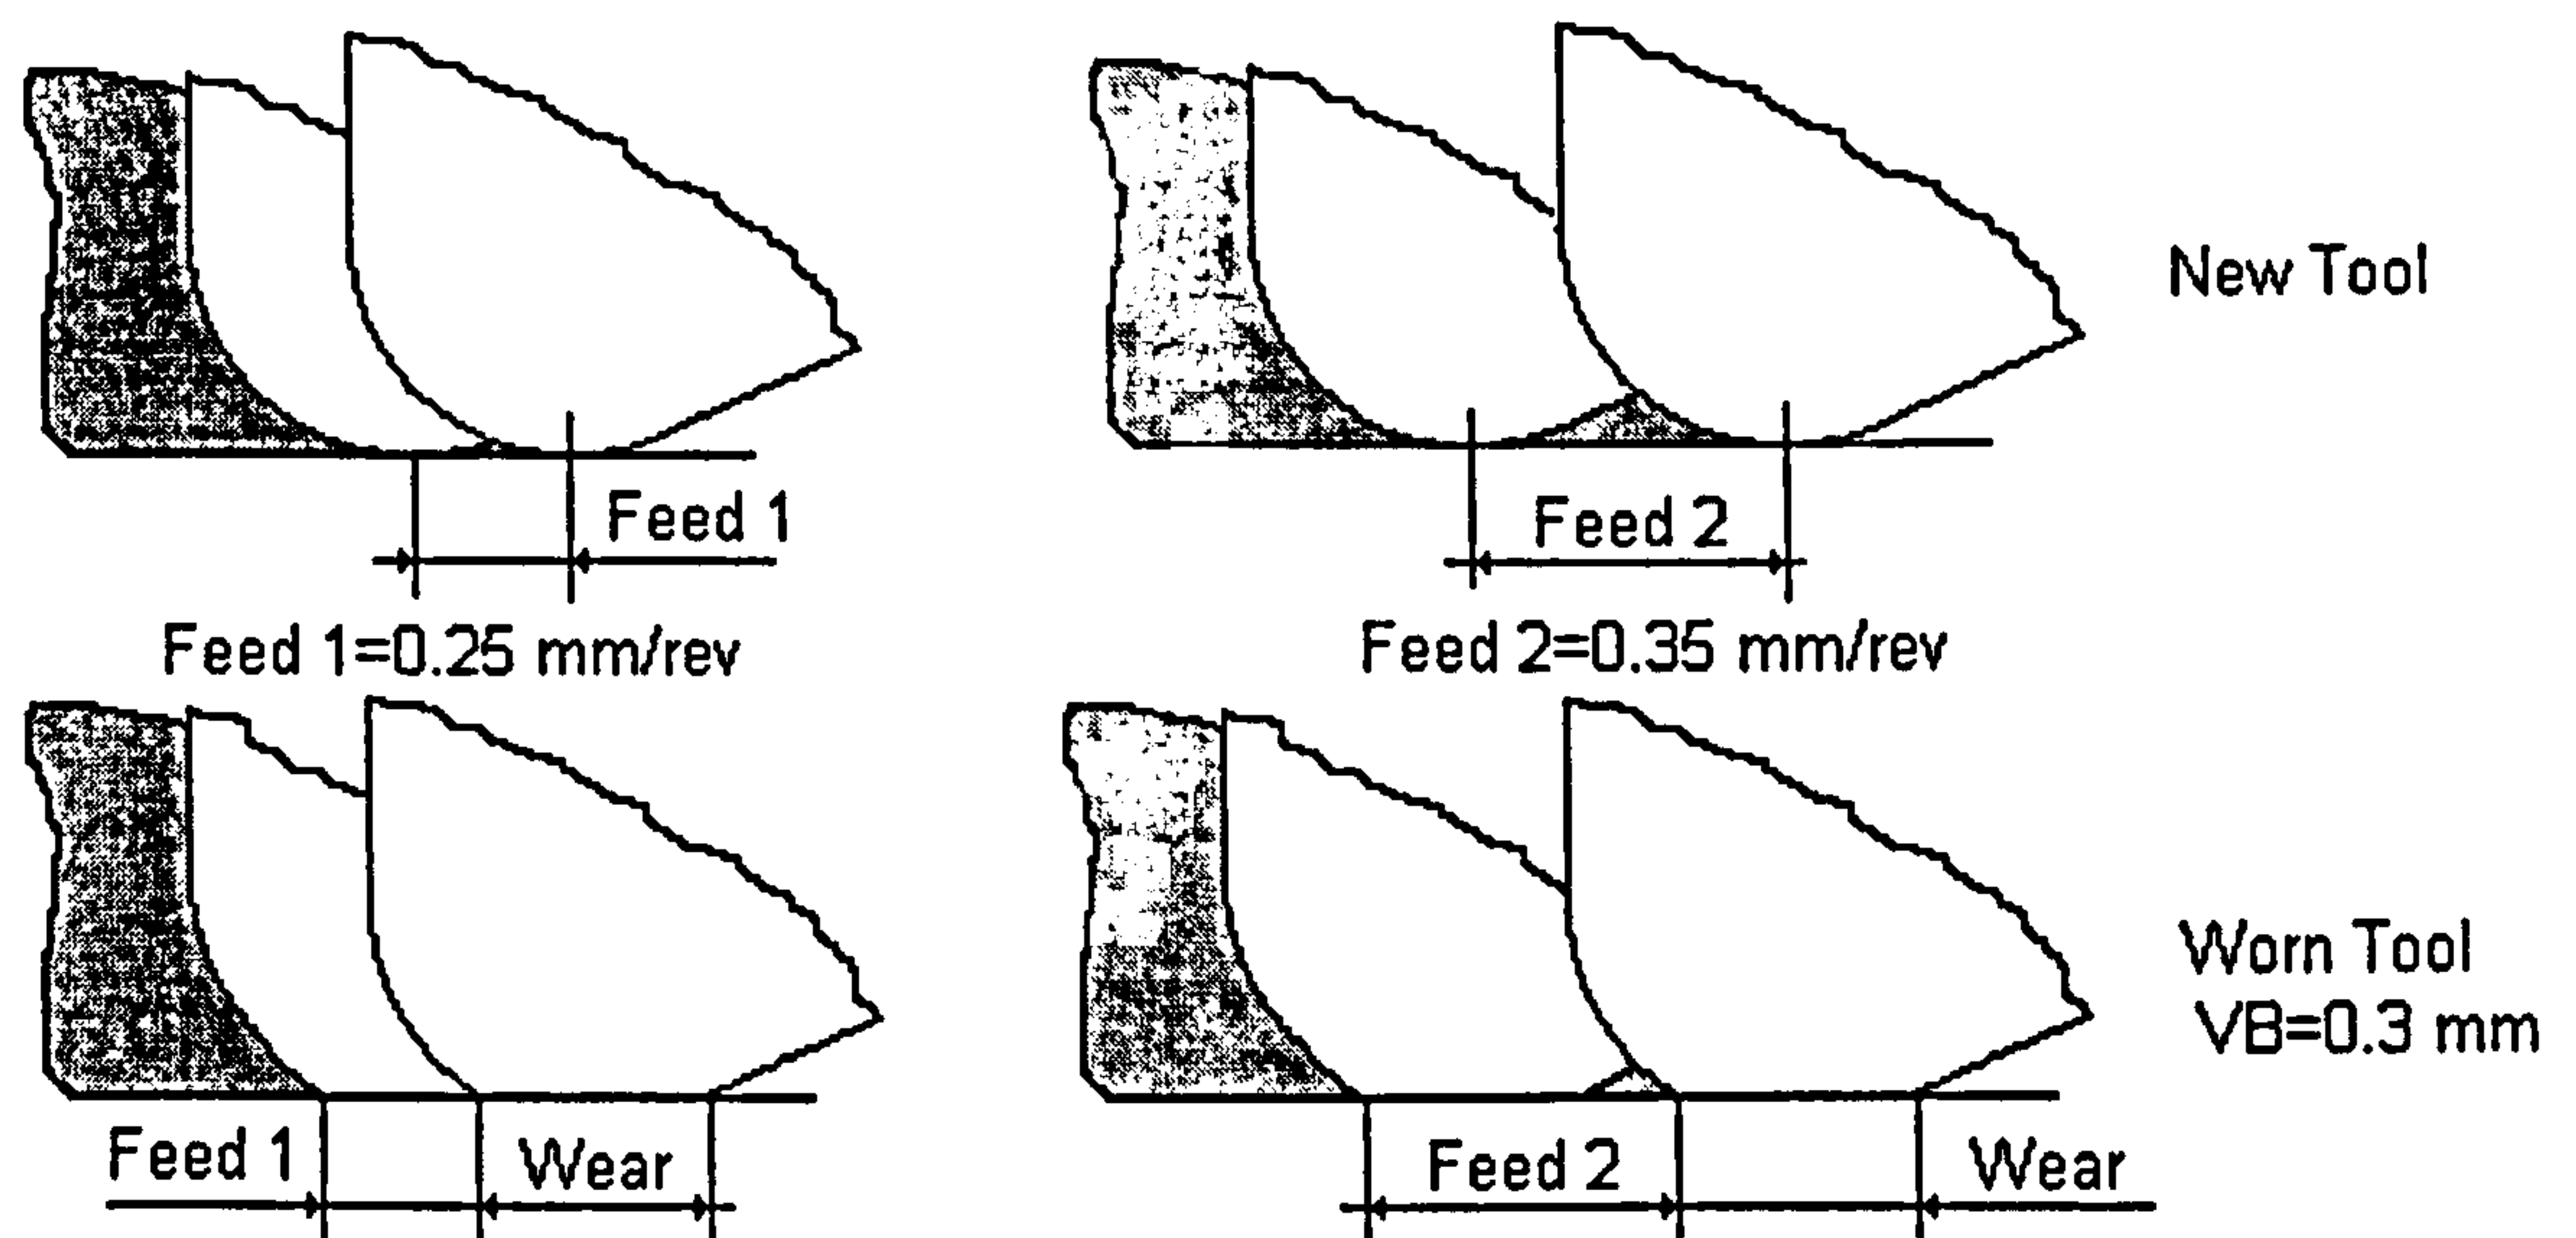 New Tool
Feed 1
Feed 2
Feed 1=0.25 mm/rev
Feed 2=0.35 mm/rev
Worn Tool
VB=0.3 mm
Feed 1
Wear
Feed 2
Wear